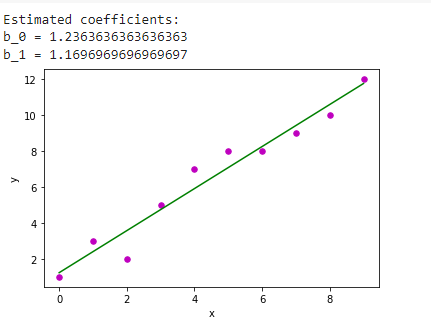 Estimated coefficients:
b_0 = 1.2363636363636363
b_1 = 1.1696969696969697
12
10
8
6
4
2
y
0 2 4 6 8
x